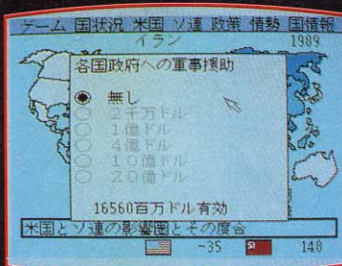 ゲーム 国状況 米国 ソ連 政策 情勢 国情報
イラン 1989
各国政府への軍事援助
無し
2千万ドル
1億ドル
4億ドル
10億ドル
20億ドル
16560百万ドル有効
米国とソ連の影響圏とその度合
-35 148